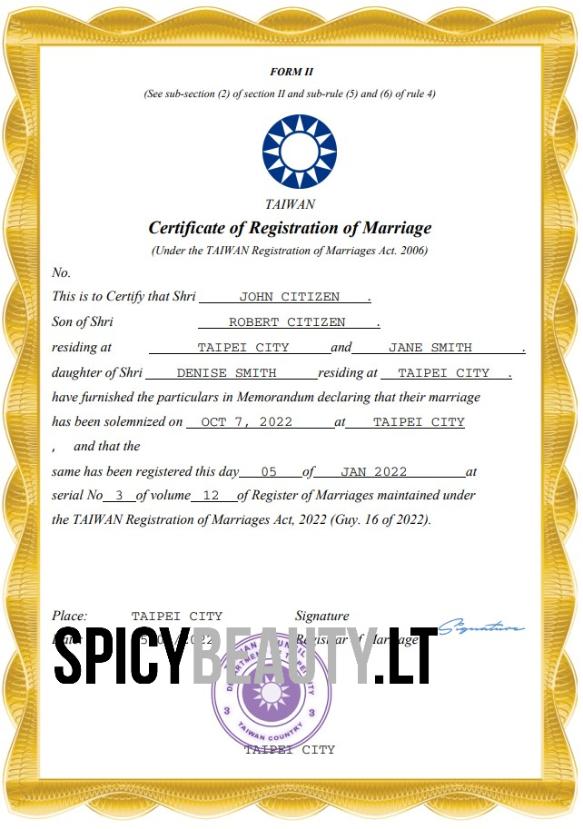 FORM II
(See sub-section (2) of section II and sub-rule (5) and (6) of rule 4)
TAIWAN
Certificate of Registration of Marriage
(Under the TAIWAN Registration of Marriages Act. 2006)
No.
This is to Certify that Shri JOHN CITIZEN .
Son of Shri ROBERT CITIZEN .
residing at TAIPEI CITY and JANE SMITH .
daughter of Shri DENISE SMITH residing at TAIPEI CITY .
have furnished the particulars in Memorandum declaring that their marriage
has been solemnized on OCT 7, 2022 at TAIPEI CITY
, and that the
same has been registered this day 05 of JAN 2022 at
serial No 3 of volume 12 of Register of Marriages maintained under
the TAIWAN Registration of Marriages Act, 2022 (Guy. 16 of 2022).
Place: TAIPEI CITY Signature
Signature
Registrar of Marriage
SPICYBEAUTY.LT
3 3
TAIWAN COUNTRY
TAIPEI CITY